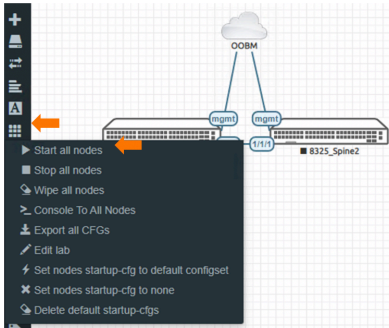 OOBM
A
mgmt
mgmt
1/1/1
8325_Spine2
Start all nodes
Stop all nodes
Wipe all nodes
Console To All Nodes
Export all CFGs
Edit lab
Set nodes startup-cfg to default configset
Set nodes startup-cfg to none
Delete default startup-cfgs